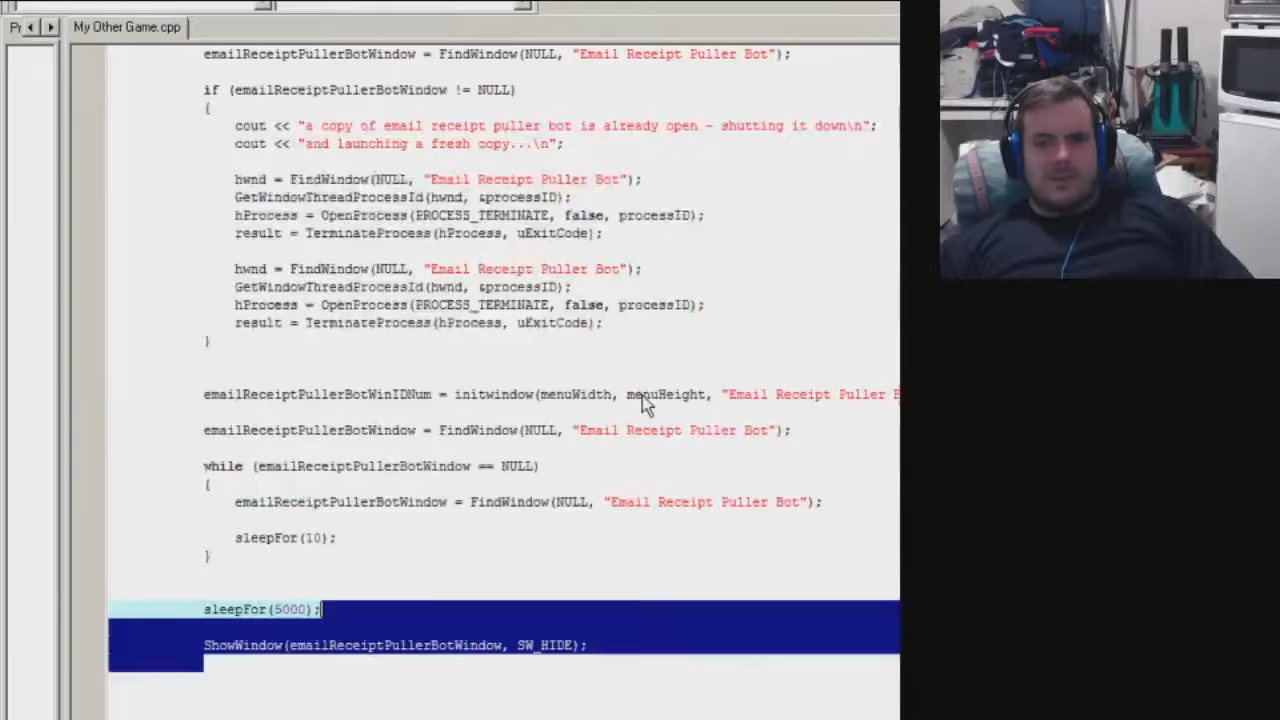 Pr
My Other Game.cpp
emailReceiptPullerBotWindow = FindWindow(NULL, "Email Receipt Puller Bot");
if (emailReceiptPullerBotWindow != NULL)
{
cout << "a copy of email receipt puller bot is already open - shutting it down\n";
cout << "and launching a fresh copy...\n";
hwnd = FindWindow(NULL, "Email Receipt Puller Bot");
GetWindowThreadProcessId(hwnd, &processID);
hProcess = OpenProcess(PROCESS_TERMINATE, false, processID);
result = TerminateProcess(hProcess, uExitCode);
hwnd = FindWindow(NULL, "Email Receipt Puller Bot");
GetWindowThreadProcessId(hwnd, &processID);
hProcess = OpenProcess(PROCESS_TERMINATE, false, processID);
result = TerminateProcess(hProcess, uExitCode);
}
emailReceiptPullerBotWinIDNum = initwindow(menuWidth, menuHeight, "Email Receipt Puller
emailReceiptPullerBotWindow = FindWindow(NULL, "Email Receipt Puller Bot");
while (emailReceiptPullerBotWindow == NULL)
{
emailReceiptPullerBotWindow = FindWindow(NULL, "Email Receipt Puller Bot");
sleepFor(10);
}
sleepFor(5000);
ShowWindow(emailReceiptPullerBotWindow, SW_HIDE);